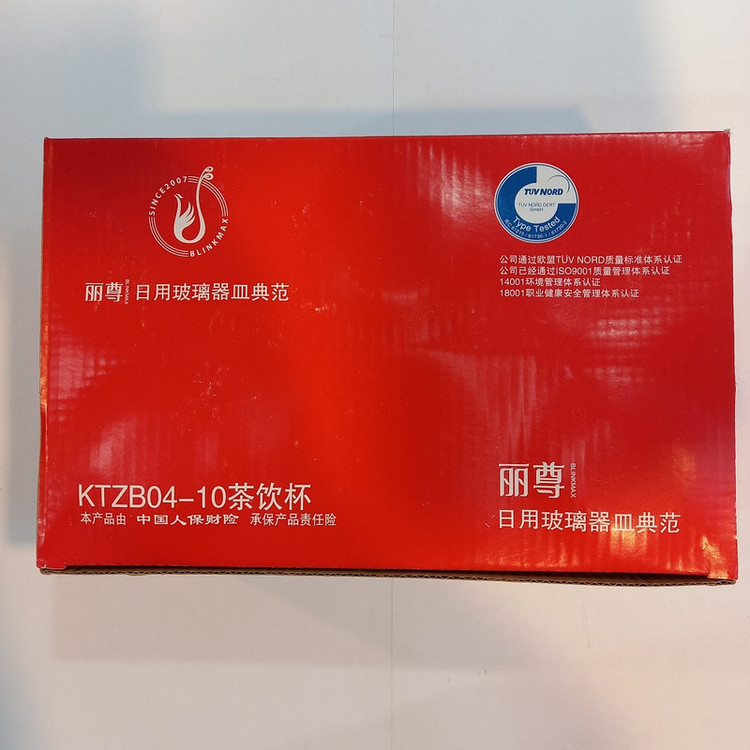 SINCE2007
BLINKMAX
丽尊 BLINKMAX 日用玻璃器皿典范
TUV NORD
TÜV NORD CERT
GmbH
Type Tested
公司通过欧盟TÜV NORD质量标准体系认证
公司已经通过ISO9001质量管理体系认证
14001环境管理体系认证
18001职业健康安全管理体系认证
KTZB04-10茶饮杯
本产品由 中国人保财险 承保产品责任险
丽尊 BLINKMAX
日用玻璃器皿典范